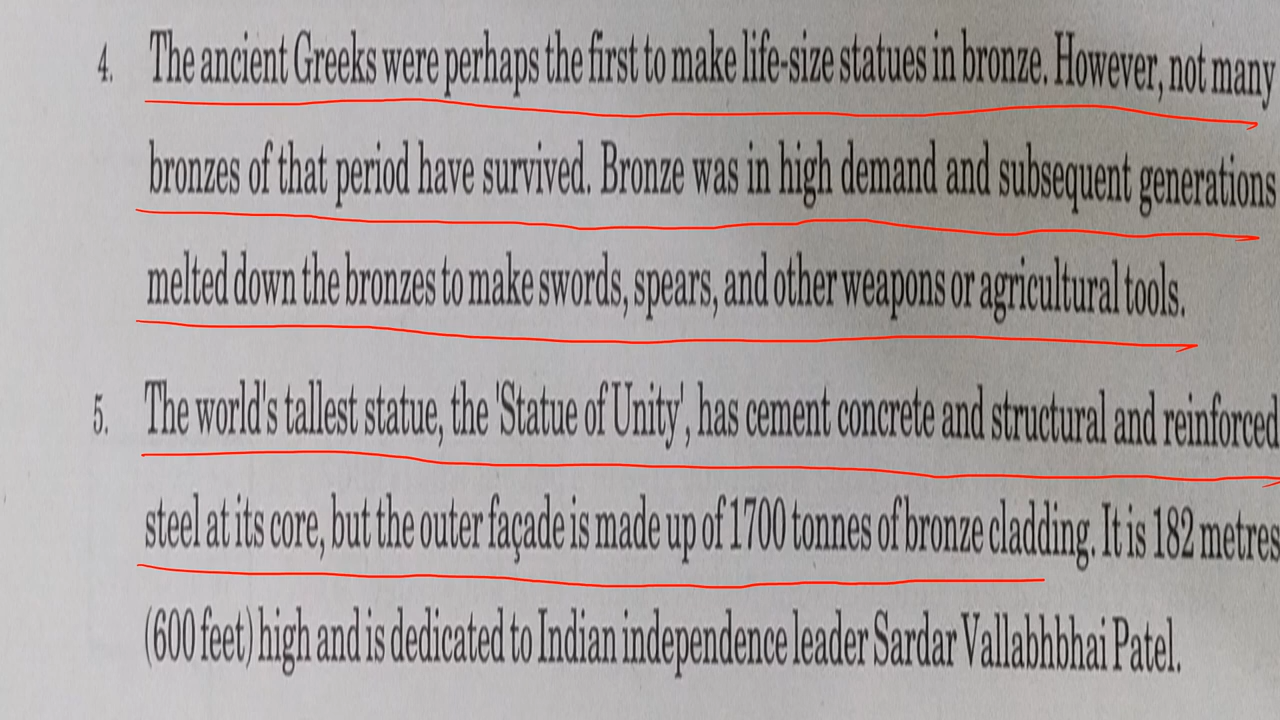 4. The ancient Greeks were perhaps the first to make life-size statues in bronze. However, not many
bronzes of that period have survived. Bronze was in high demand and subsequent generations
melted down the bronzes to make swords, spears, and other weapons or agricultural tools.
5. The world's tallest statue, the 'Statue of Unity', has cement concrete and structural and reinforced
steel at its core, but the outer façade is made up of 1700 tonnes of bronze cladding. It is 182 metres
(600 feet) high and is dedicated to Indian independence leader Sardar Vallabhbhai Patel.